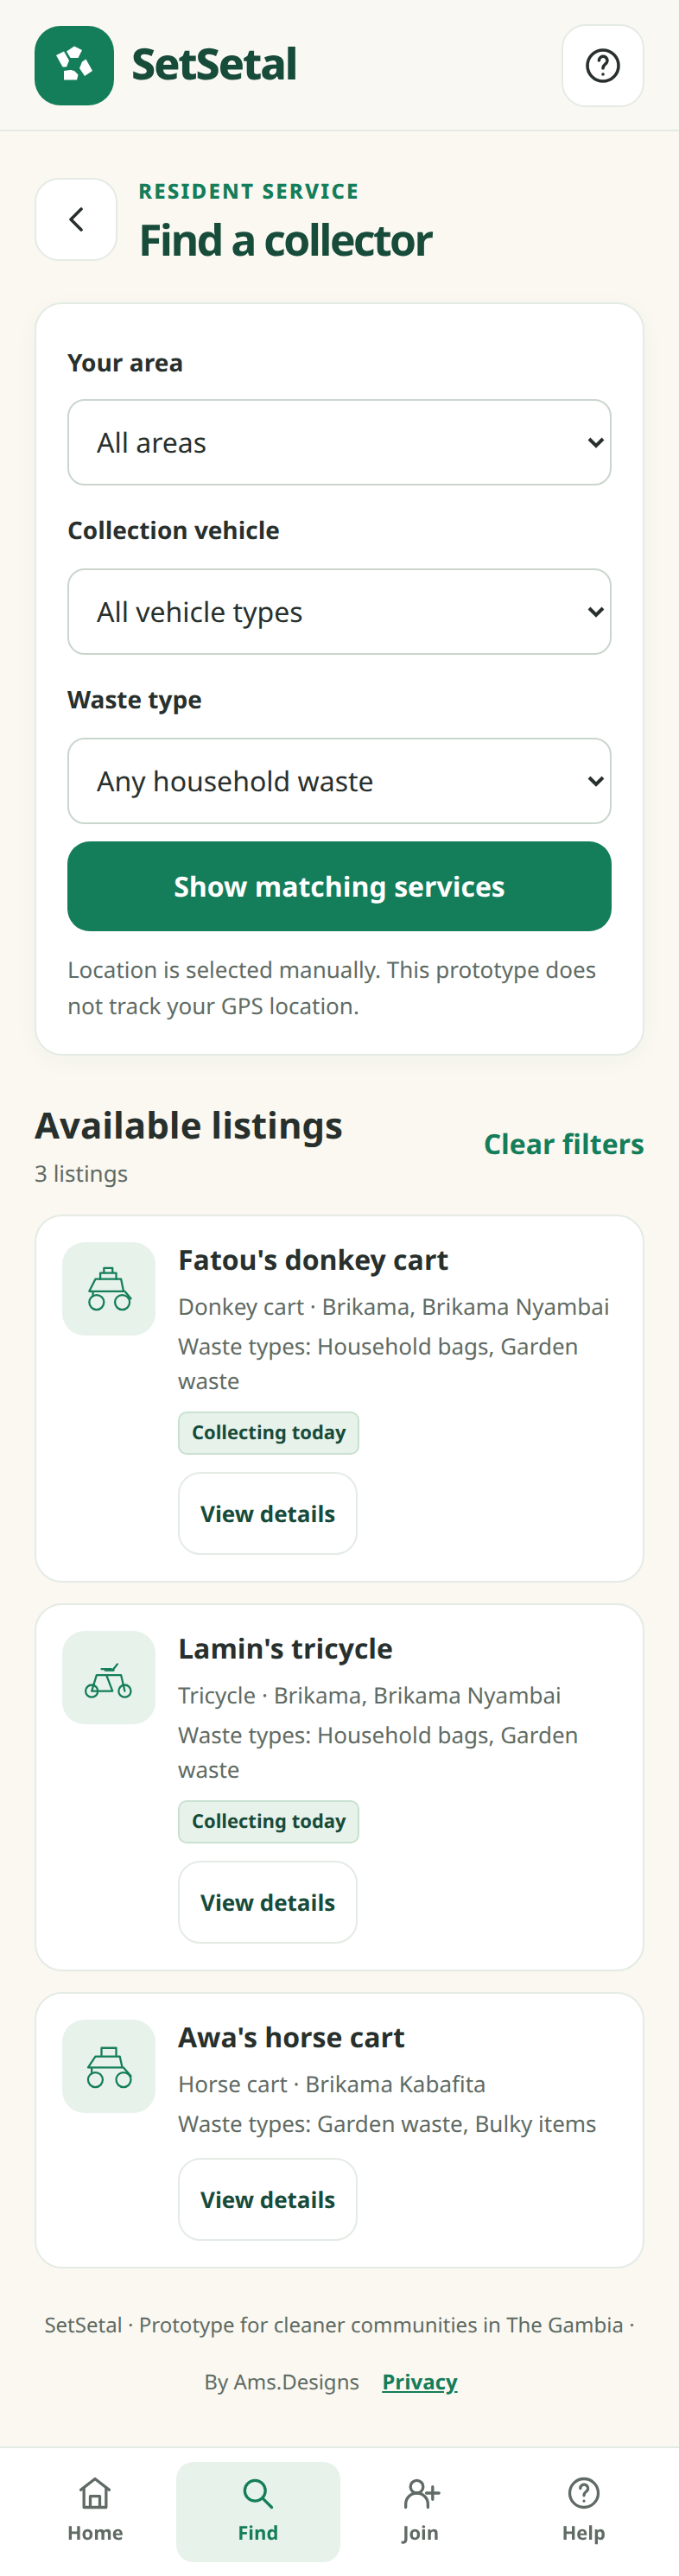 SetSetal
RESIDENT SERVICE
Find a collector
Your area
All areas
Collection vehicle
All vehicle types
Waste type
Any household waste
Show matching services
Location is selected manually. This prototype does
not track your GPS location.
Available listings
Clear filters
3 listings
Fatou's donkey cart
Donkey cart · Brikama, Brikama Nyambai
Waste types: Household bags, Garden
waste
Collecting today
View details
Lamin's tricycle
Tricycle · Brikama, Brikama Nyambai
Waste types: Household bags, Garden
waste
Collecting today
View details
Awa's horse cart
Horse cart · Brikama Kabafita
Waste types: Garden waste, Bulky items
View details
SetSetal · Prototype for cleaner communities in The Gambia ·
By Ams.Designs Privacy
Home Find Join Help